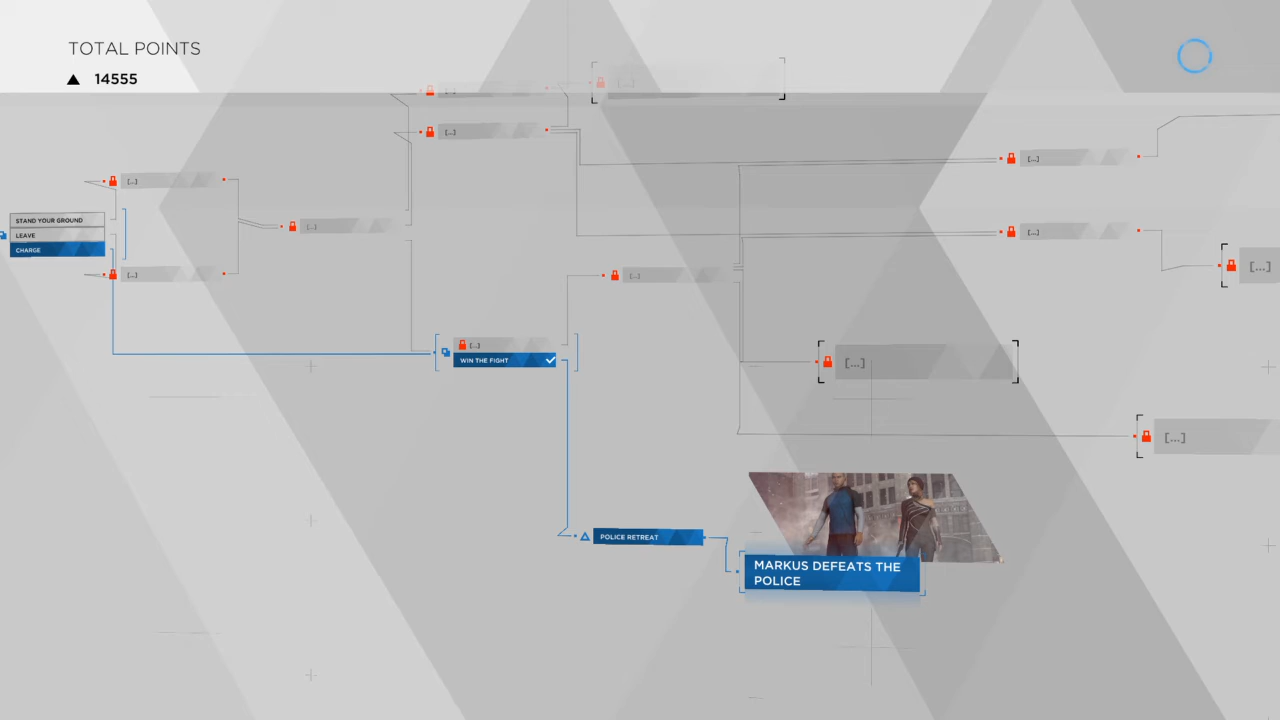 TOTAL POINTS
14555
[...]
[...]
[...]
[...]
[...]
STAND YOUR GROUND
LEAVE
CHARGE
[...]
[...]
[...]
[...]
[...]
[...]
WIN THE FIGHT
[...]
[...]
POLICE RETREAT
MARKUS DEFEATS THE
POLICE